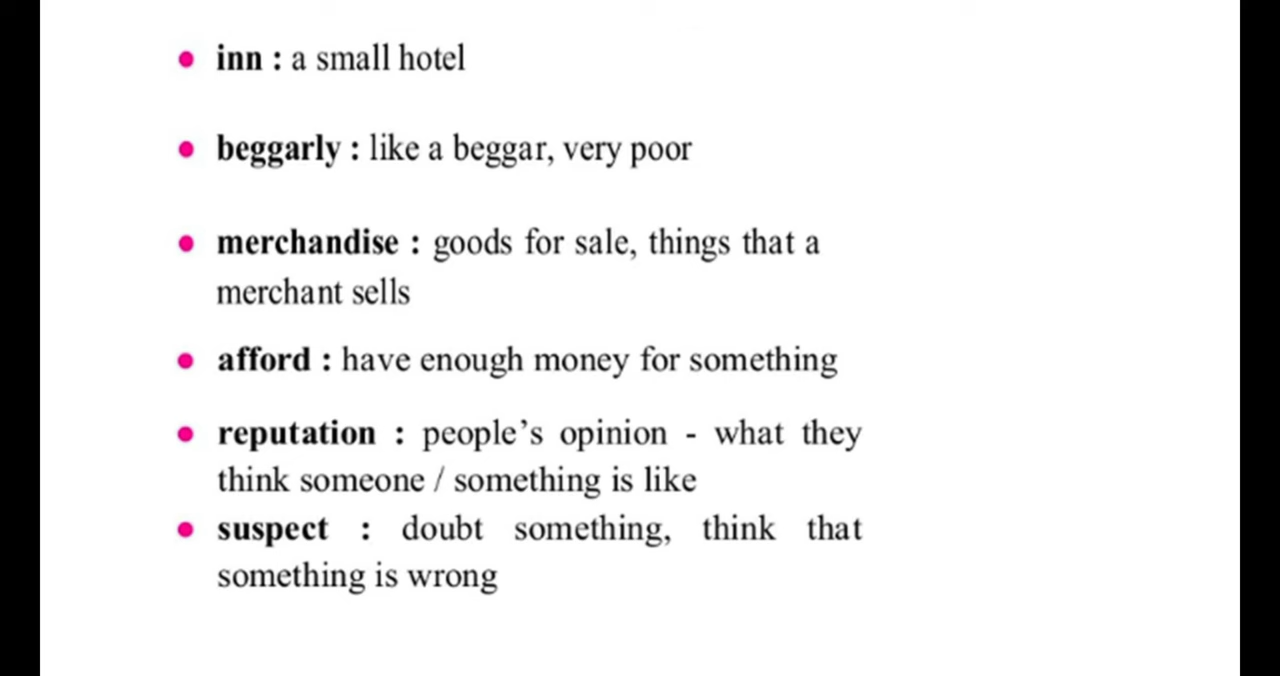 • inn : a small hotel
• beggarly : like a beggar, very poor
• merchandise : goods for sale, things that a
merchant sells
• afford : have enough money for something
• reputation : people’s opinion - what they
think someone / something is like
• suspect : doubt something, think that
something is wrong